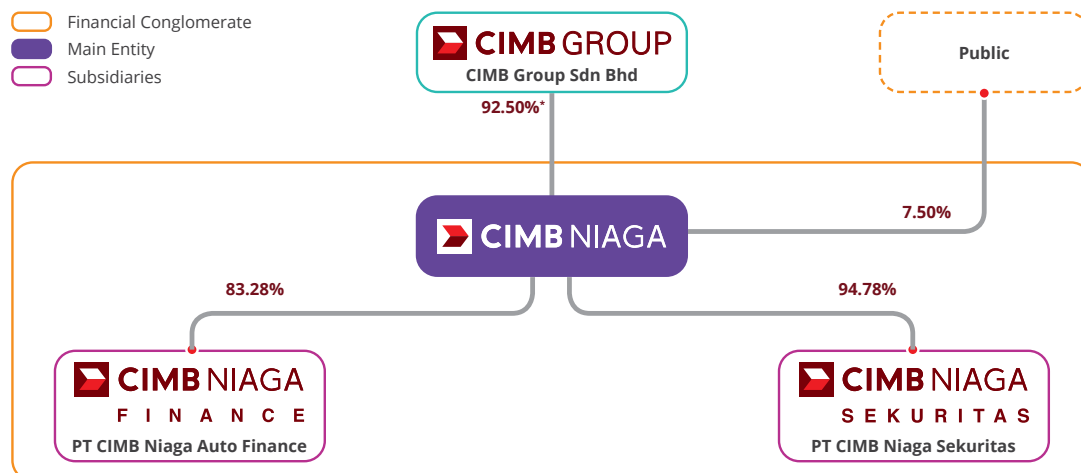 Financial Conglomerate
Main Entity
Subsidiaries
CIMB GROUP
CIMB Group Sdn Bhd
Public
92.50%*
CIMB NIAGA
7.50%
83.28%
94.78%
CIMB NIAGA
FINANCE
PT CIMB Niaga Auto Finance
CIMB NIAGA
SEKURITAS
PT CIMB Niaga Sekuritas